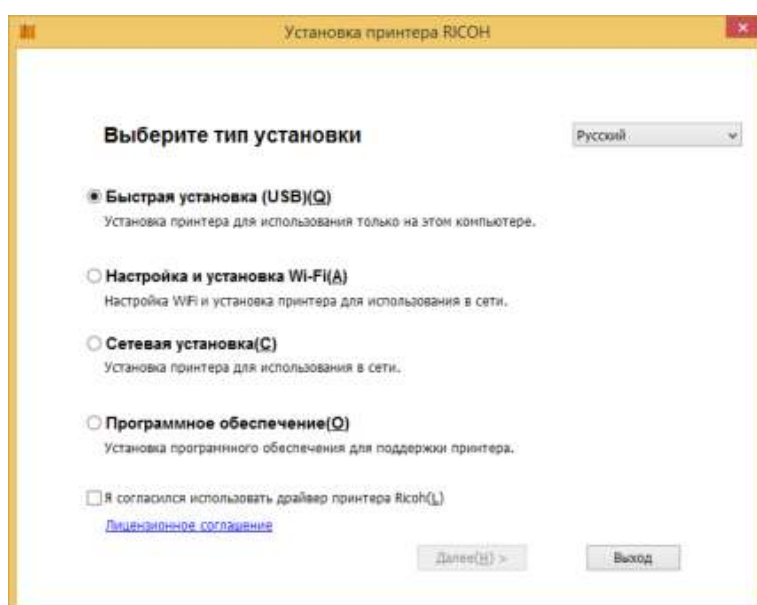 Установка принтера RICOH
Выберите тип установки
Русский
Быстрая установка (USB)(Q)
Установка принтера для использования только на этом компьютере.
Настройка и установка Wi-Fi(A)
Настройка WiFi и установка принтера для использования в сети.
Сетевая установка(C)
Установка принтера для использования в сети.
Программное обеспечение(O)
Установка программного обеспечения для поддержки принтера.
Я согласился использовать драйвер принтера Ricoh(L)
Лицензионное соглашение
Далее(H) >
Выход